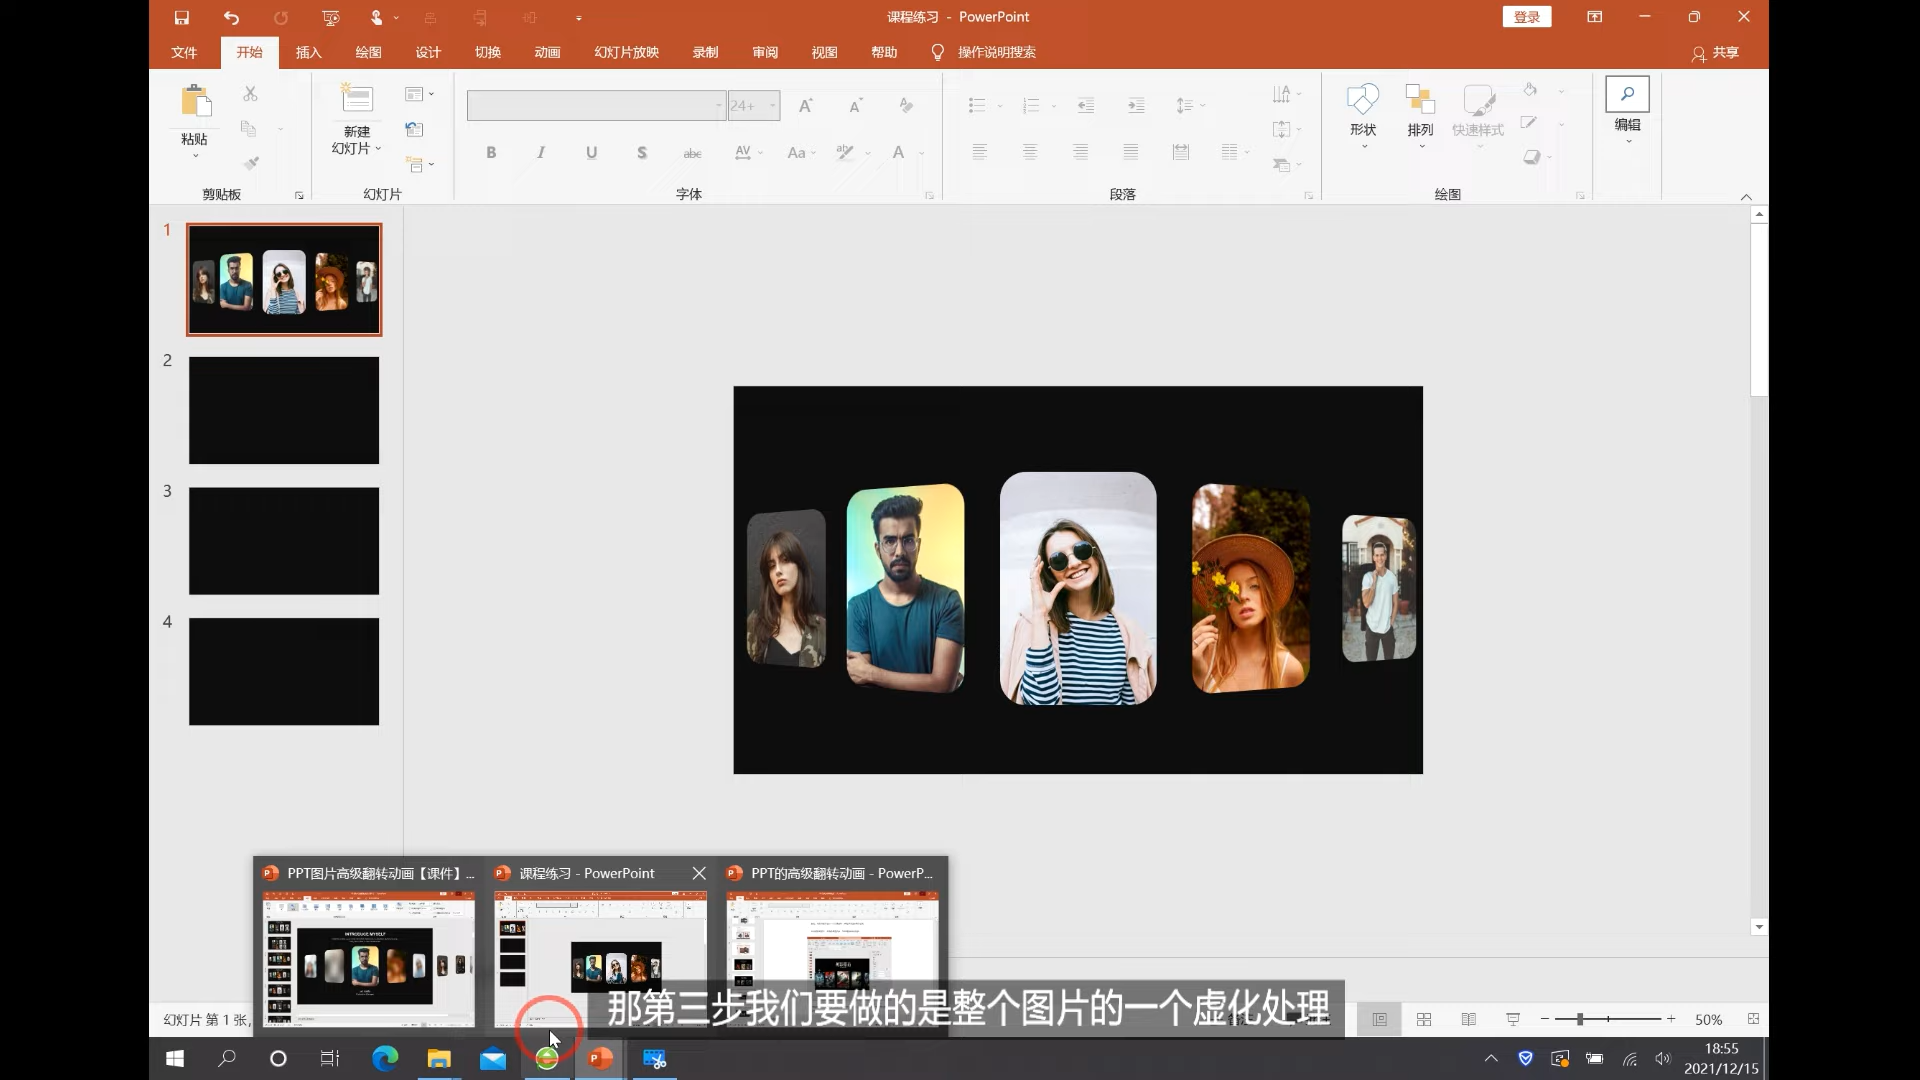 课程练习 - PowerPoint
登录
文件 开始 插入 绘图 设计 切换 动画 幻灯片放映 录制 审阅 视图 帮助 操作说明搜索 共享
24+
粘贴
新建
幻灯片
B I U S abc AV Aa A
形状 排列 快速样式 编辑
剪贴板 幻灯片 字体 段落 绘图
1
2
3
4
PPT图片高级翻转动画【课件】...
课程练习 - PowerPoint
PPT的高级翻转动画 - PowerP...
INTRODUCE MYSELF
那第三步我们要做的是整个图片的一个虚化处理
幻灯片 第 1 张,
50%
18:55
2021/12/15